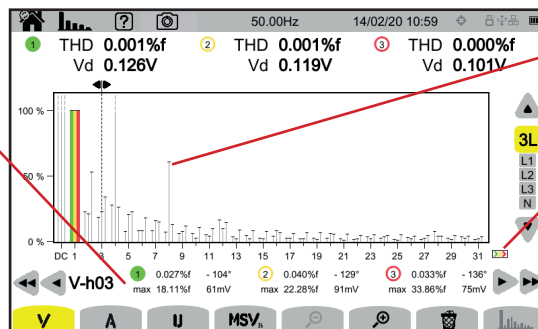 ? 50.00Hz 14/02/20 10:59
1 THD 0.001%f 2 THD 0.001%f 3 THD 0.000%f
Vd 0.126V Vd 0.119V Vd 0.101V
100 %
50 %
0 %
DC 1 3 5 7 9 11 13 15 17 19 21 23 25 27 29 31
3L
L1
L2
L3
N
V-h03 1 0.027%f - 104° 2 0.040%f - 129° 3 0.033%f - 136°
max 18.11%f 61mV max 22.28%f 91mV max 33.86%f 75mV
V A U MSV